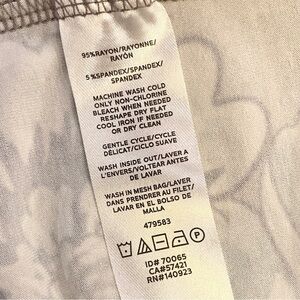 95%RAYON/RAYONNE/
RAYÓN
5%SPANDEX/SPANDEX/
SPANDEX
MACHINE WASH COLD
ONLY NON-CHLORINE
BLEACH WHEN NEEDED
RESHAPE DRY FLAT
COOL IRON IF NEEDED
OR DRY CLEAN
GENTLE CYCLE/CYCLE
DÉLICAT/CICLO SUAVE
WASH INSIDE OUT/LAVER À
L'ENVERS/VOLTEAR ANTES
DE LAVAR
WASH IN MESH BAG/LAVER
DANS PRENDRE AU FILET/
LAVAR EN EL BOLSO DE
MALLA
479583
P
ID# 70065
CA#57421
RN#140923